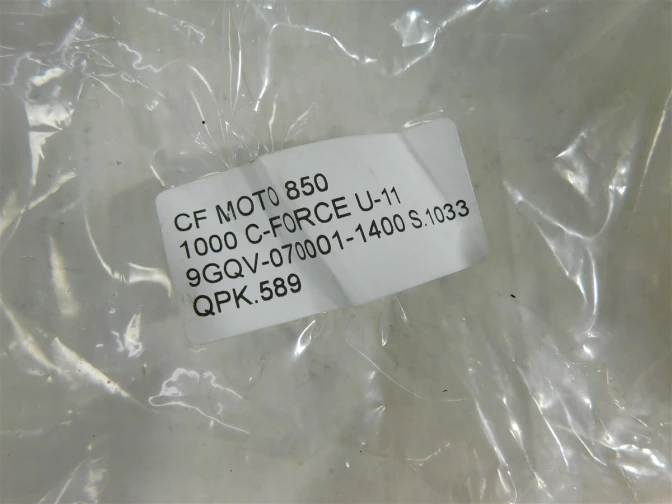 CF MOTO 850
1000 C-FORCE U-11
9GQV-070001-1400 S.1033
QPK.589